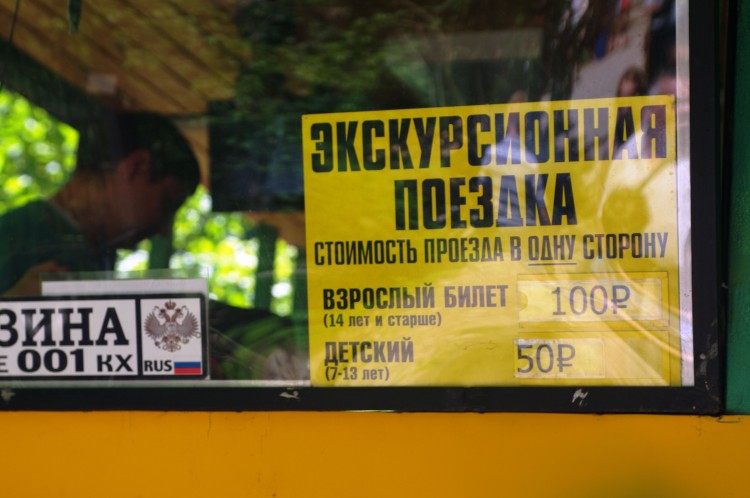 ЭКСКУРСИОННАЯ
ПОЕЗДКА
СТОИМОСТЬ ПРОЕЗДА В ОДНУ СТОРОНУ
ВЗРОСЛЫЙ БИЛЕТ 100₽
(14 лет и старше)
ДЕТСКИЙ 50₽
(7-13 лет)
ЗИНА
Е 001 КХ
RUS